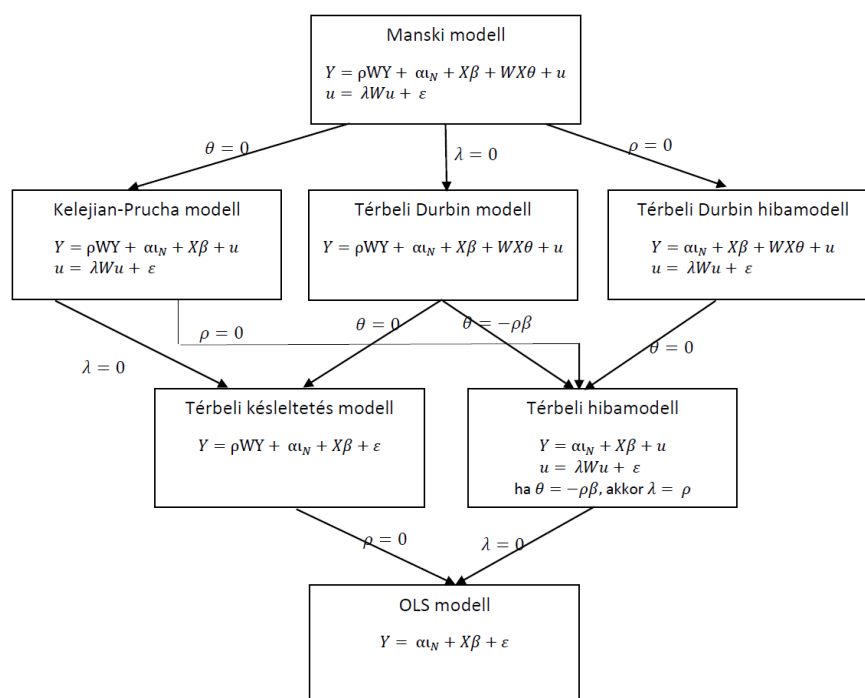 Manski modell
Y = ρWY + αι_N + Xβ + WXθ + u
u = λWu + ε
θ = 0
λ = 0
ρ = 0
Kelejian-Prucha modell
Y = ρWY + αι_N + Xβ + u
u = λWu + ε
Térbeli Durbin modell
Y = ρWY + αι_N + Xβ + WXθ + u
Térbeli Durbin hibamodell
Y = αι_N + Xβ + WXθ + u
u = λWu + ε
λ = 0
ρ = 0
θ = 0
θ = −ρβ
θ = 0
Térbeli késleltetés modell
Y = ρWY + αι_N + Xβ + ε
Térbeli hibamodell
Y = αι_N + Xβ + u
u = λWu + ε
ha θ = −ρβ, akkor λ = ρ
ρ = 0
λ = 0
OLS modell
Y = αι_N + Xβ + ε